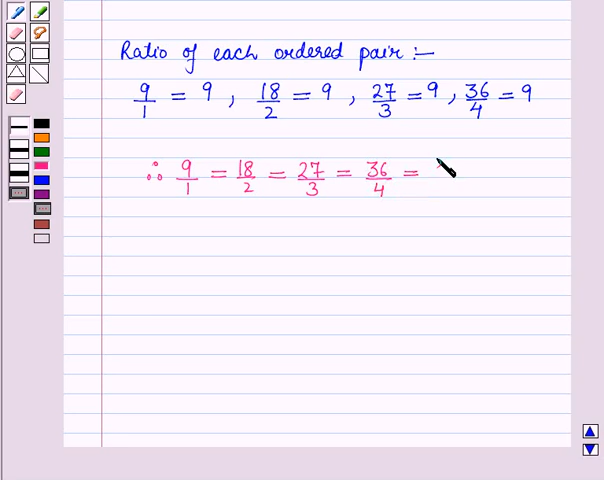 Ratio of each ordered pair :-
9/1 = 9 , 18/2 = 9 , 27/3 = 9 , 36/4 = 9
∴ 9/1 = 18/2 = 27/3 = 36/4 =